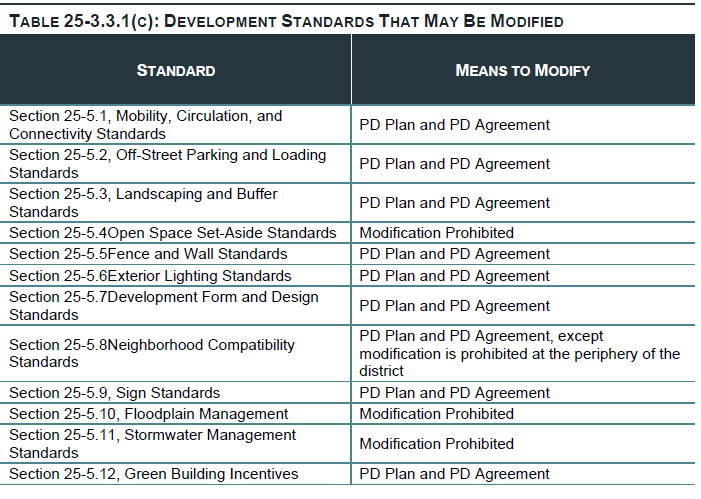 TABLE 25-3.3.1(C): DEVELOPMENT STANDARDS THAT MAY BE MODIFIED
STANDARD MEANS TO MODIFY
Section 25-5.1, Mobility, Circulation, and
Connectivity Standards
PD Plan and PD Agreement
Section 25-5.2, Off-Street Parking and Loading
Standards
PD Plan and PD Agreement
Section 25-5.3, Landscaping and Buffer
Standards
PD Plan and PD Agreement
Section 25-5.4Open Space Set-Aside Standards Modification Prohibited
Section 25-5.5Fence and Wall Standards PD Plan and PD Agreement
Section 25-5.6Exterior Lighting Standards PD Plan and PD Agreement
Section 25-5.7Development Form and Design
Standards
PD Plan and PD Agreement
Section 25-5.8Neighborhood Compatibility
Standards
PD Plan and PD Agreement, except
modification is prohibited at the periphery of the
district
Section 25-5.9, Sign Standards PD Plan and PD Agreement
Section 25-5.10, Floodplain Management Modification Prohibited
Section 25-5.11, Stormwater Management
Standards
Modification Prohibited
Section 25-5.12, Green Building Incentives PD Plan and PD Agreement